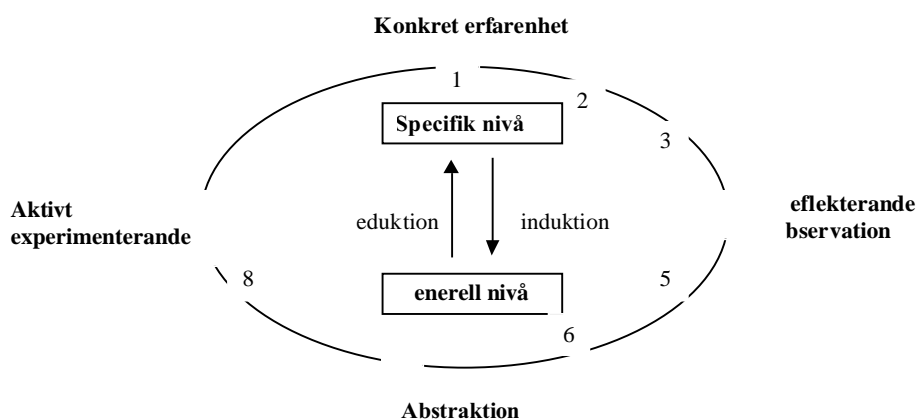 Konkret erfarenhet
1
2
Specifik nivå
3
Aktivt
experimenterande
eduktion
induktion
eflekterande
bservation
8
enerell nivå
5
6
Abstraktion